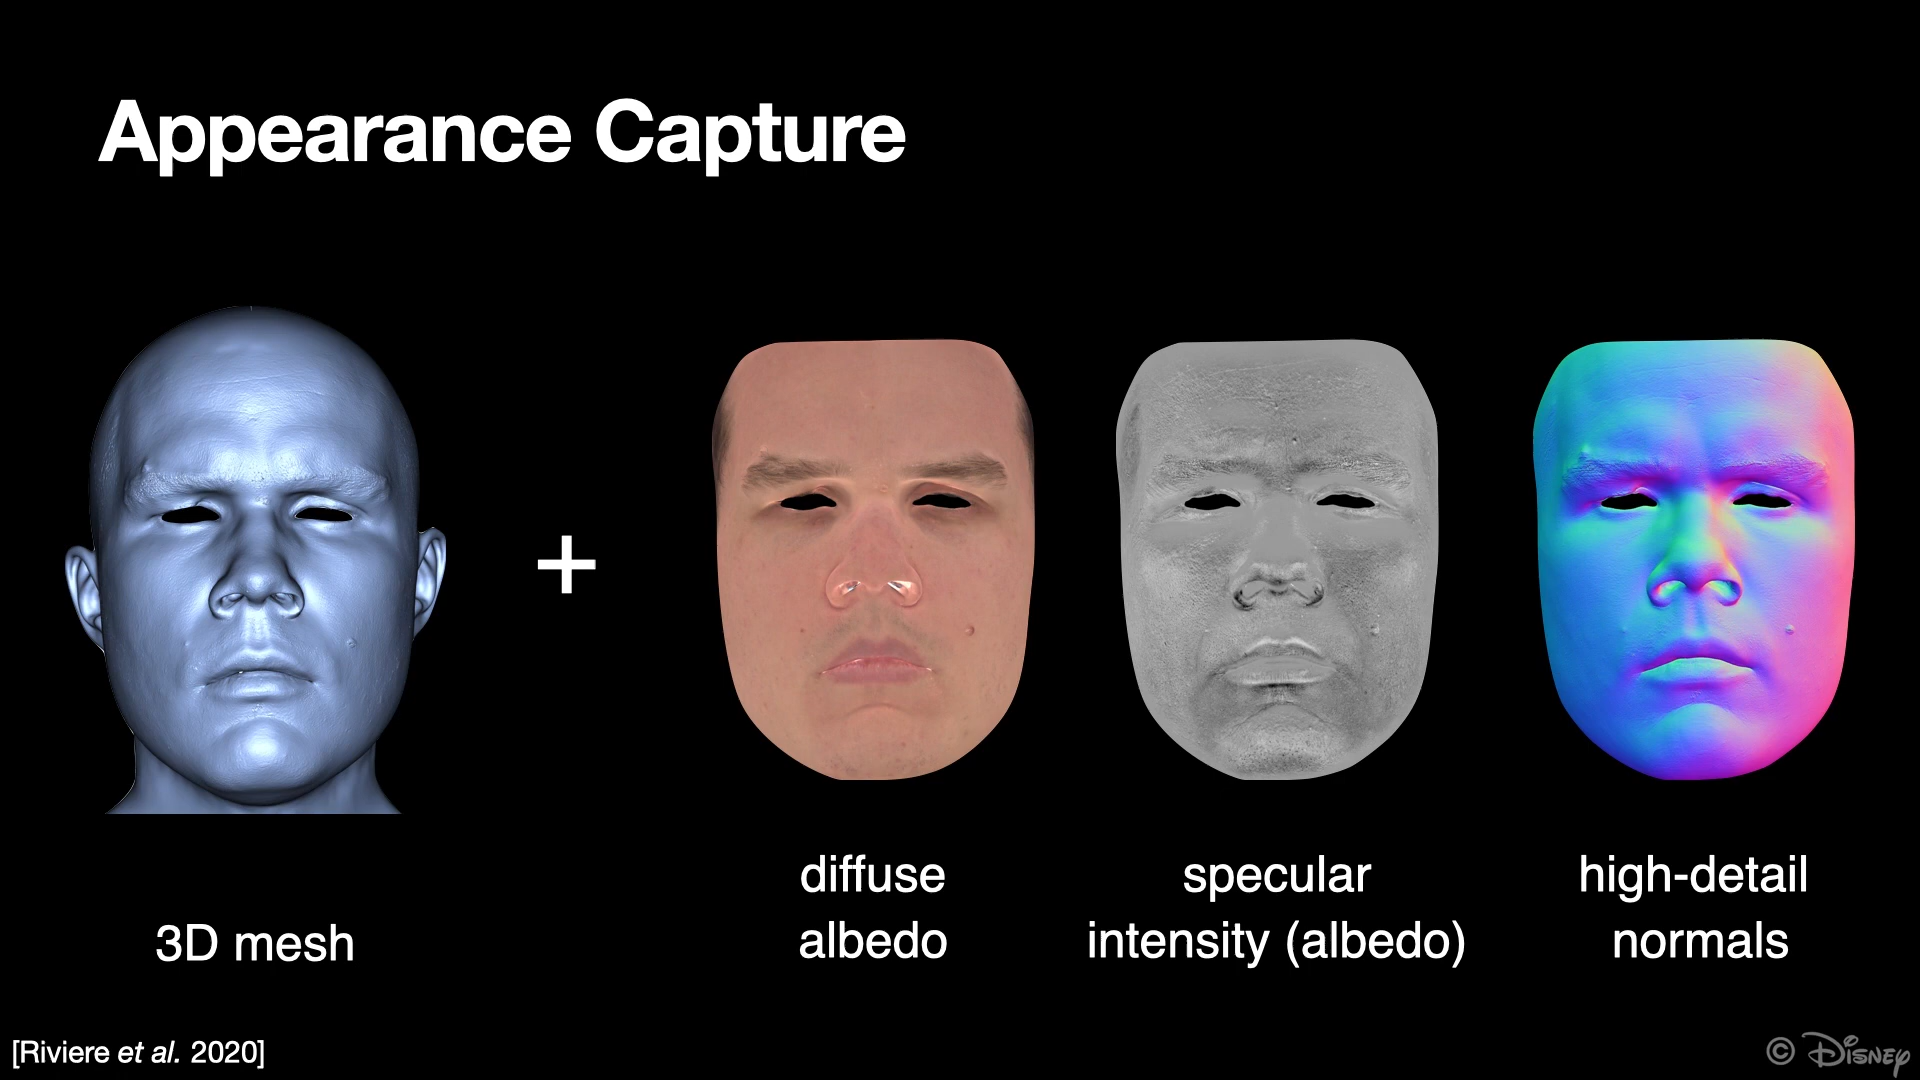 Appearance Capture
+
3D mesh
diffuse
albedo
specular
intensity (albedo)
high-detail
normals
[Riviere et al. 2020]
© Disney